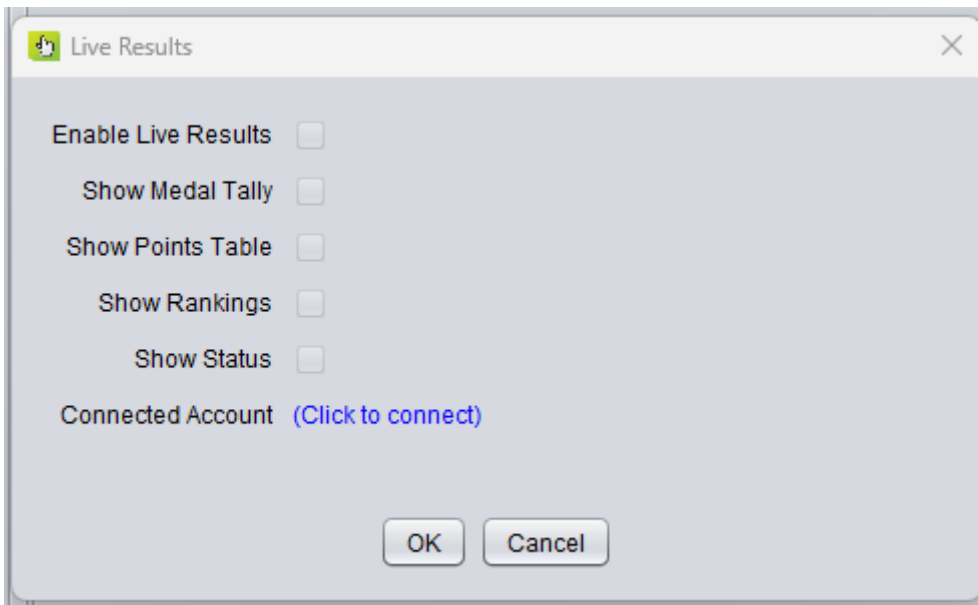 Live Results
Enable Live Results
Show Medal Tally
Show Points Table
Show Rankings
Show Status
Connected Account (Click to connect)
OK Cancel